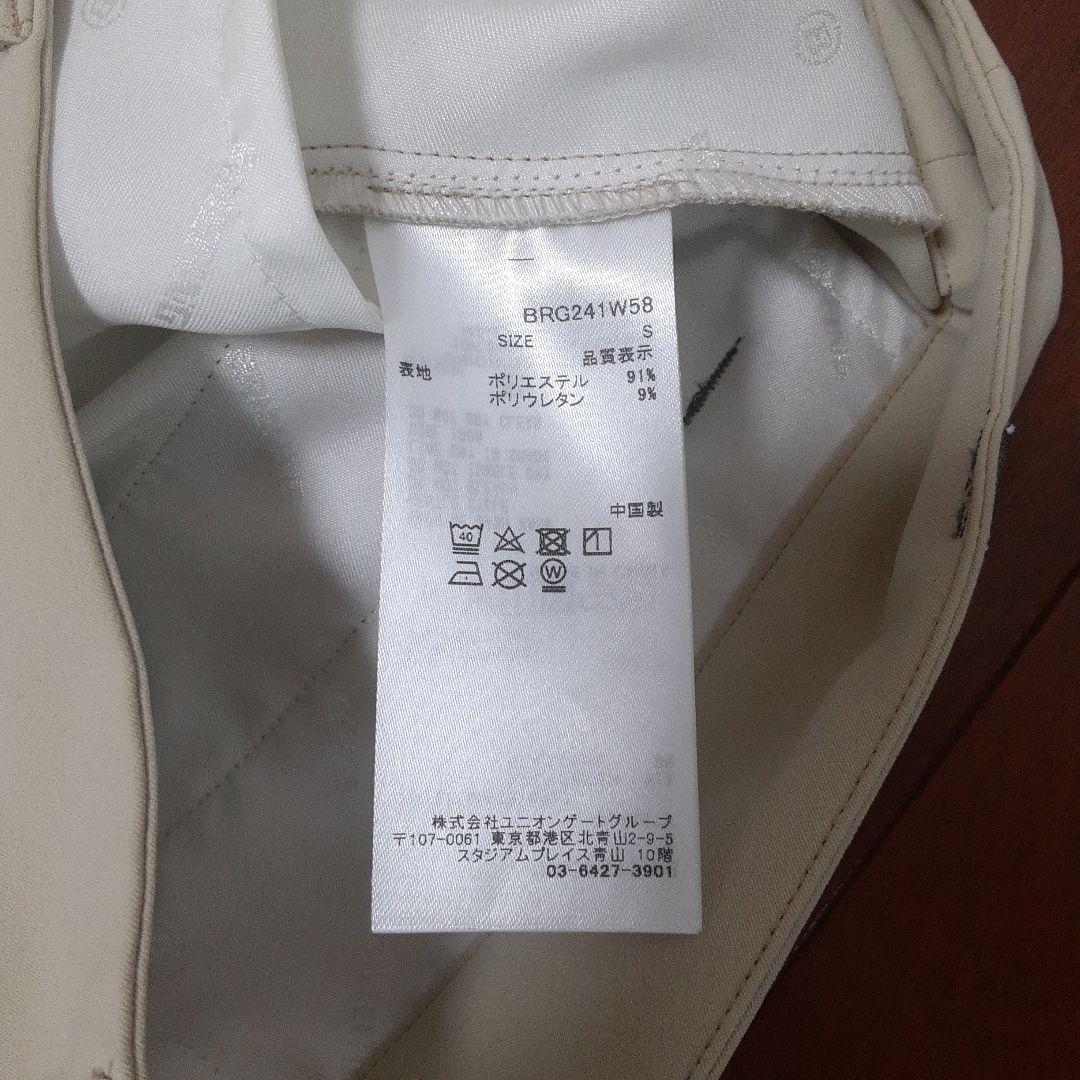 BRG241W58
SIZE S
品質表示
表地 ポリエステル 91%
ポリウレタン 9%
中国製
40
W
株式会社ユニオンゲートグループ
〒107-0061 東京都港区北青山2-9-5
スタジアムプレイス青山 10階
03-6427-3901